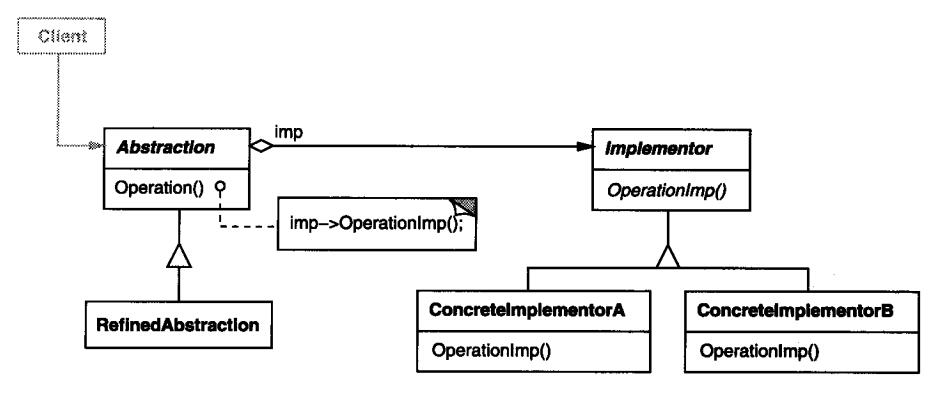 Client
imp
Abstraction
Implementor
Operation()
OperationImp()
imp->OperationImp();
RefinedAbstraction
ConcreteImplementorA
ConcreteImplementorB
OperationImp()
OperationImp()